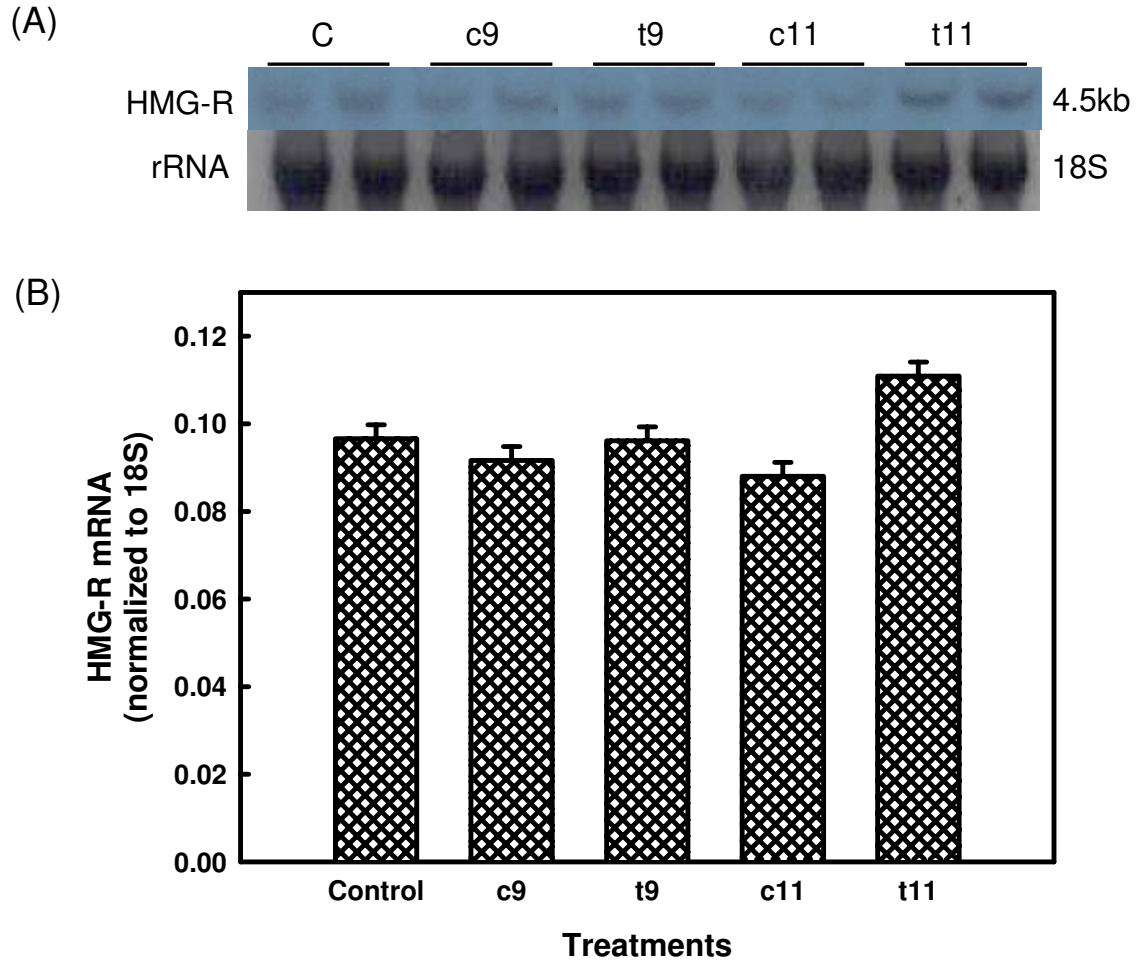 (A)
C c9 t9 c11 t11
HMG-R 4.5kb
rRNA 18S
(B)
0.12
0.10
0.08
0.06
0.04
0.02
0.00
HMG-R mRNA
(normalized to 18S)
Control c9 t9 c11 t11
Treatments